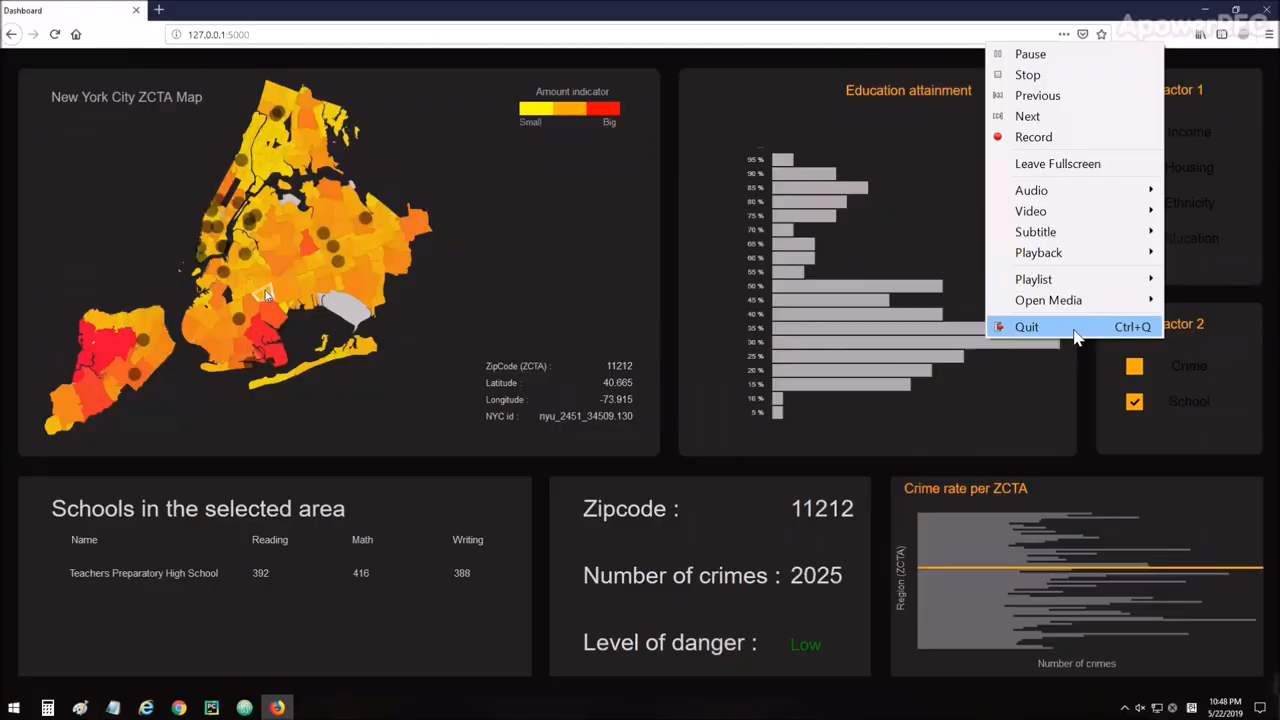 Dashboard
127.0.0.1:5000
ApowerREC
New York City ZCTA Map
Amount indicator
Small Big
ZipCode (ZCTA) : 11212
Latitude : 40.665
Longitude : -73.915
NYC id : nyu_2451_34509.130
Education attainment
95 %
90 %
85 %
80 %
75 %
70 %
65 %
60 %
55 %
50 %
45 %
40 %
35 %
30 %
25 %
20 %
15 %
10 %
5 %
Pause
Stop
Previous
Next
Record
Leave Fullscreen
Audio
Video
Subtitle
Playback
Playlist
Open Media
Quit Ctrl+Q
actor 1
Income
Housing
Ethnicity
Education
actor 2
Crime
School
Schools in the selected area
Name Reading Math Writing
Teachers Preparatory High School 392 416 388
Zipcode : 11212
Number of crimes : 2025
Level of danger : Low
Crime rate per ZCTA
Region (ZCTA)
Number of crimes
10:48 PM
5/22/2019